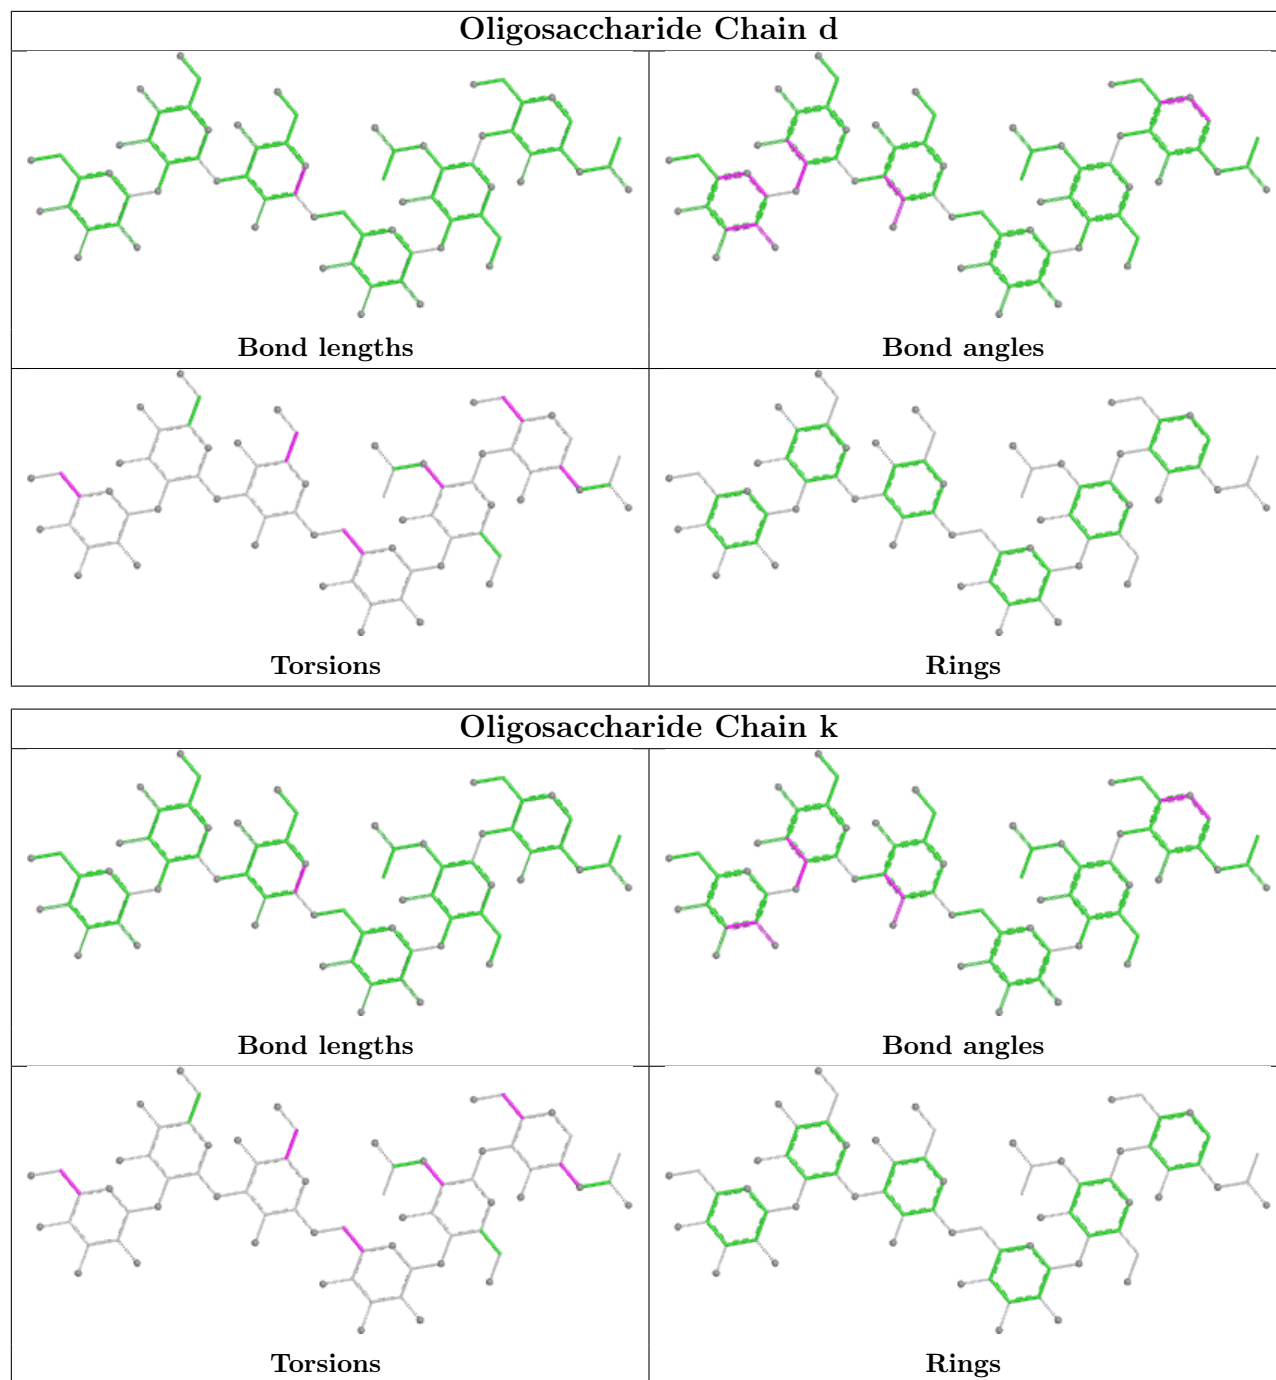 Oligosaccharide Chain d
Bond lengths
Bond angles
Torsions
Rings
Oligosaccharide Chain k
Bond lengths
Bond angles
Torsions
Rings